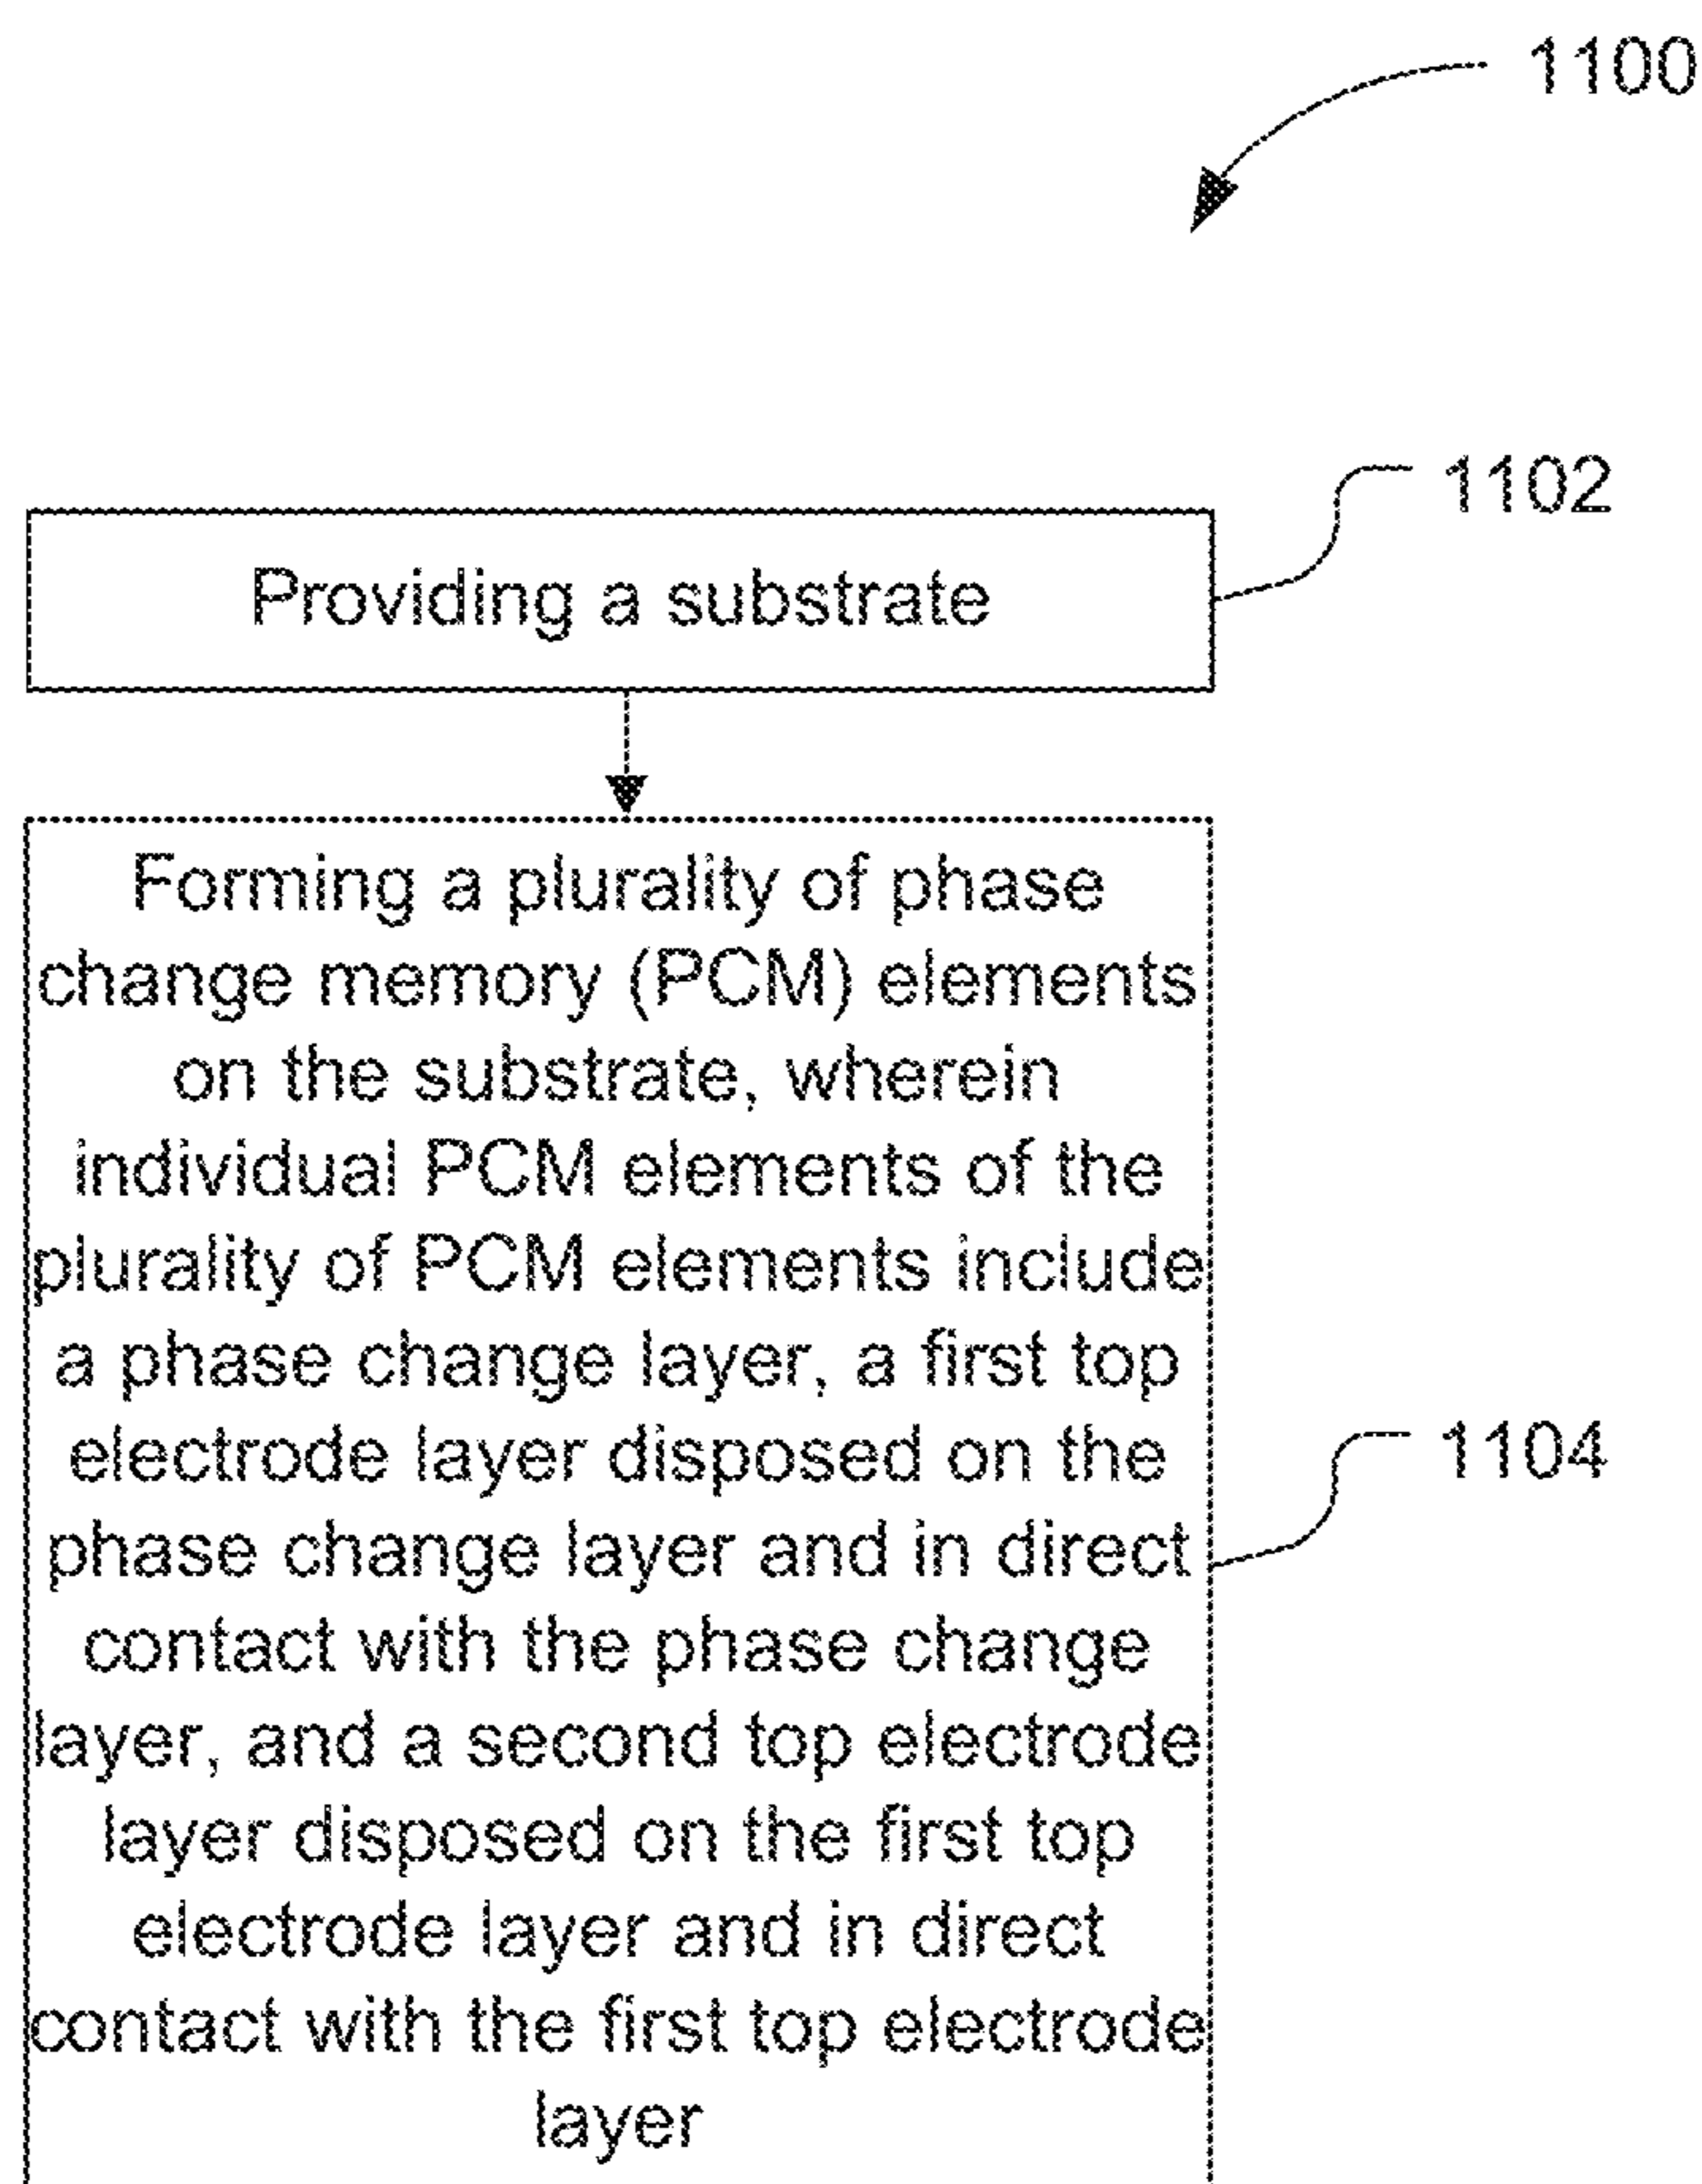 1100
1102
Providing a substrate
Forming a plurality of phase
change memory (PCM) elements
on the substrate, wherein
individual PCM elements of the
plurality of PCM elements include
a phase change layer, a first top
electrode layer disposed on the
phase change layer and in direct
contact with the phase change
layer, and a second top electrode
layer disposed on the first top
electrode layer and in direct
contact with the first top electrode
layer
1104